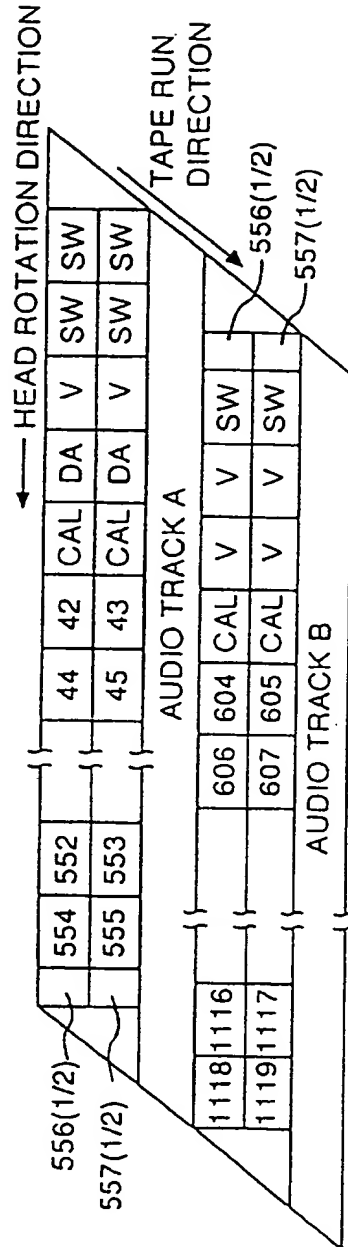 ← HEAD ROTATION DIRECTION
554 552 44 42 CAL DA V SW SW
555 553 45 43 CAL DA V SW SW
556(1/2)
557(1/2)
TAPE RUN
DIRECTION
AUDIO TRACK A
1118 1116 606 604 CAL V V SW
1119 1117 607 605 CAL V V SW
556(1/2)
557(1/2)
AUDIO TRACK B